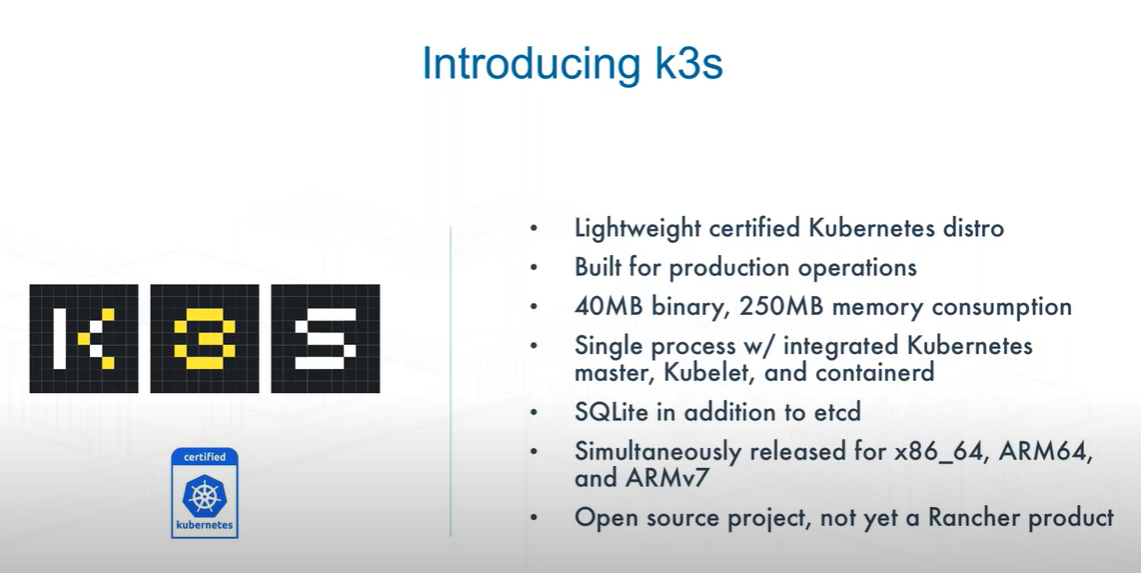 Introducing k3s
K3S
certified
kubernetes
• Lightweight certified Kubernetes distro
• Built for production operations
• 40MB binary, 250MB memory consumption
• Single process w/ integrated Kubernetes
master, Kubelet, and containerd
• SQLite in addition to etcd
• Simultaneously released for x86_64, ARM64,
and ARMv7
• Open source project, not yet a Rancher product